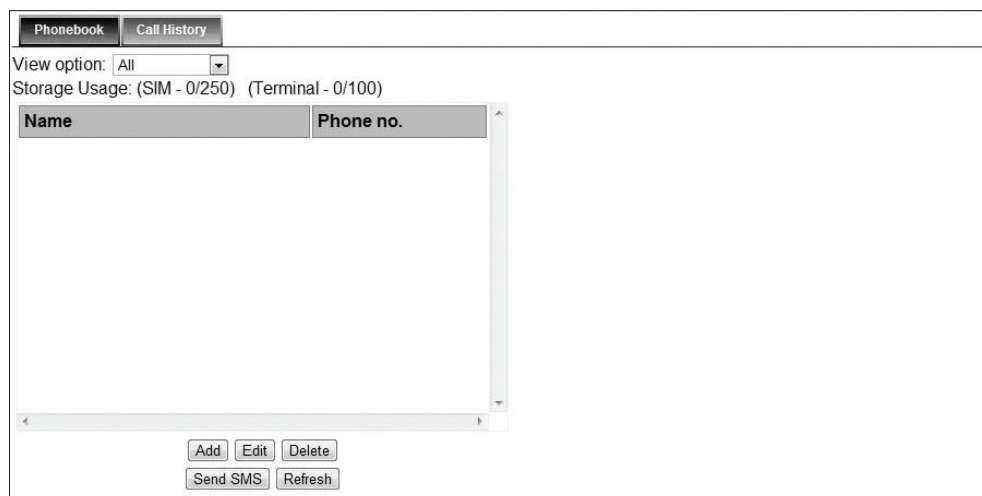 Phonebook Call History
View option: All
Storage Usage: (SIM - 0/250) (Terminal - 0/100)
Name Phone no.
Add Edit Delete
Send SMS Refresh